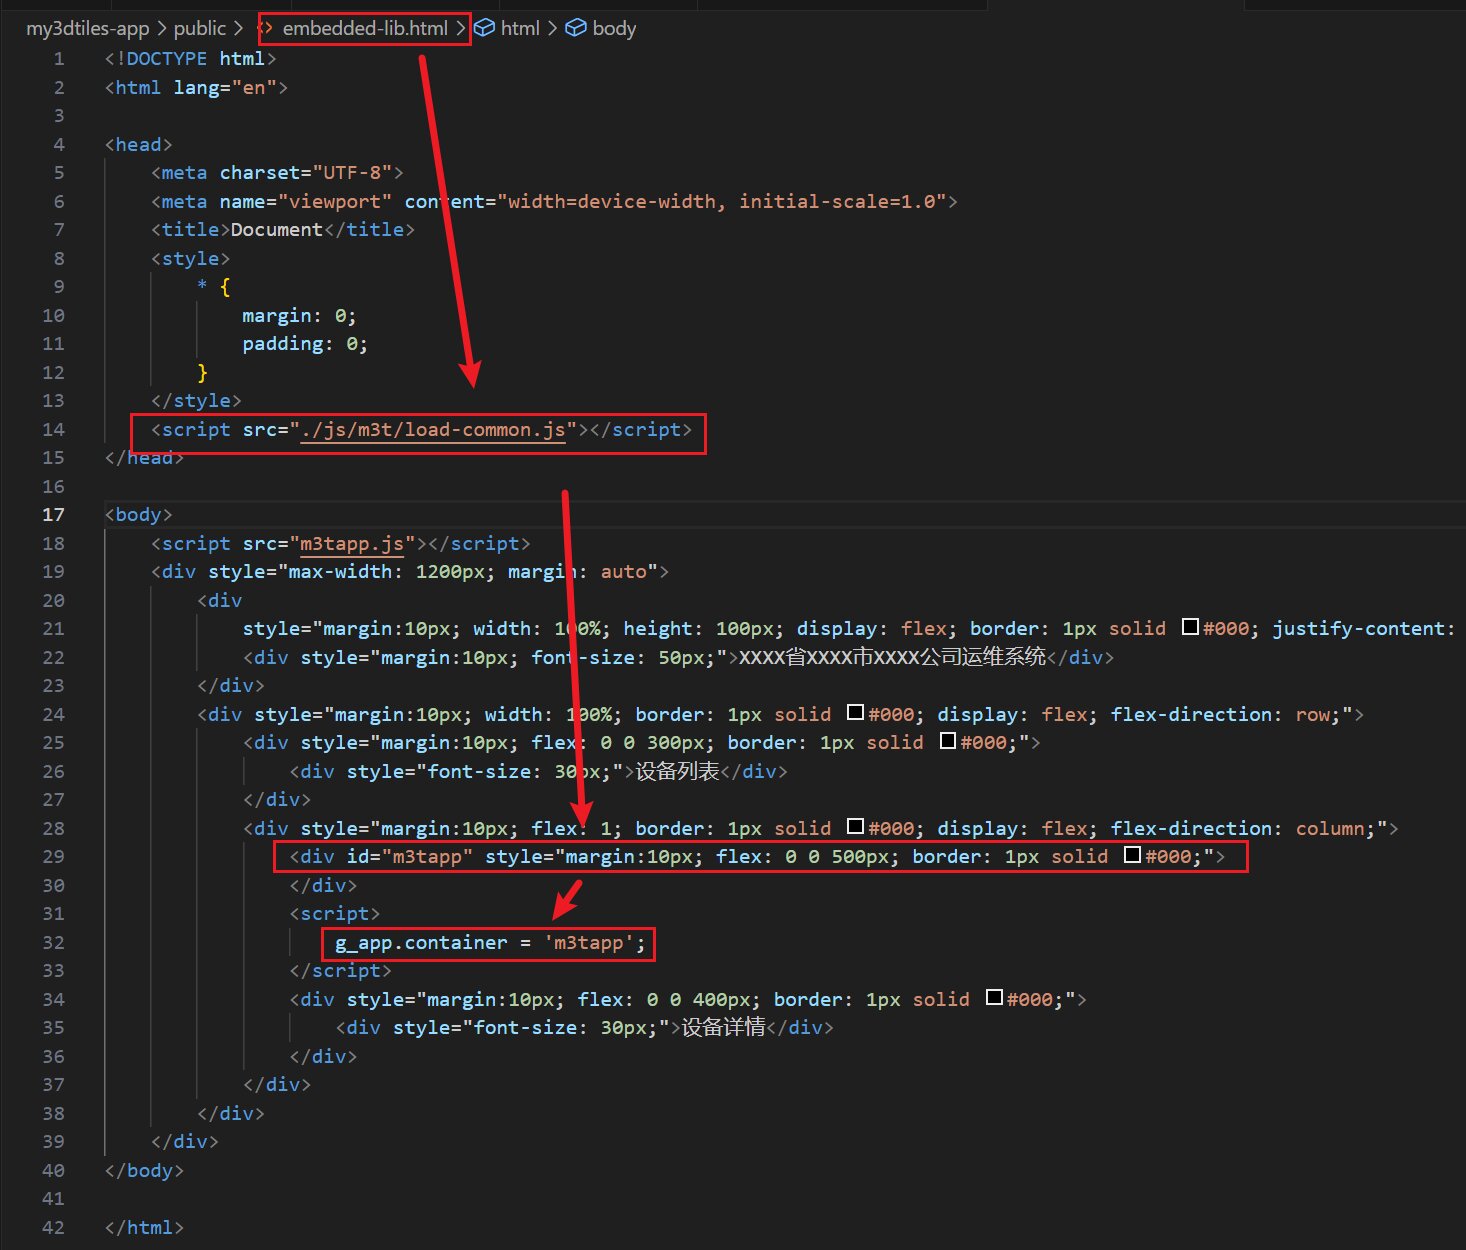 my3dtiles-app > public > <> embedded-lib.html > html > body
1 <!DOCTYPE html>
2 <html lang="en">
3
4 <head>
5 <meta charset="UTF-8">
6 <meta name="viewport" content="width=device-width, initial-scale=1.0">
7 <title>Document</title>
8 <style>
9 * {
10 margin: 0;
11 padding: 0;
12 }
13 </style>
14 <script src="./js/m3t/load-common.js"></script>
15 </head>
16
17 <body>
18 <script src="m3tapp.js"></script>
19 <div style="max-width: 1200px; margin: auto">
20 <div
21 style="margin:10px; width: 100%; height: 100px; display: flex; border: 1px solid #000; justify-content:
22 <div style="margin:10px; font-size: 50px;">XXXX省XXXX市XXXX公司运维系统</div>
23 </div>
24 <div style="margin:10px; width: 100%; border: 1px solid #000; display: flex; flex-direction: row;">
25 <div style="margin:10px; flex: 0 0 300px; border: 1px solid #000;">
26 <div style="font-size: 30px;">设备列表</div>
27 </div>
28 <div style="margin:10px; flex: 1; border: 1px solid #000; display: flex; flex-direction: column;">
29 <div id="m3tapp" style="margin:10px; flex: 0 0 500px; border: 1px solid #000;">
30 </div>
31 <script>
32 g_app.container = 'm3tapp';
33 </script>
34 <div style="margin:10px; flex: 0 0 400px; border: 1px solid #000;">
35 <div style="font-size: 30px;">设备详情</div>
36 </div>
37 </div>
38 </div>
39 </div>
40 </body>
41
42 </html>